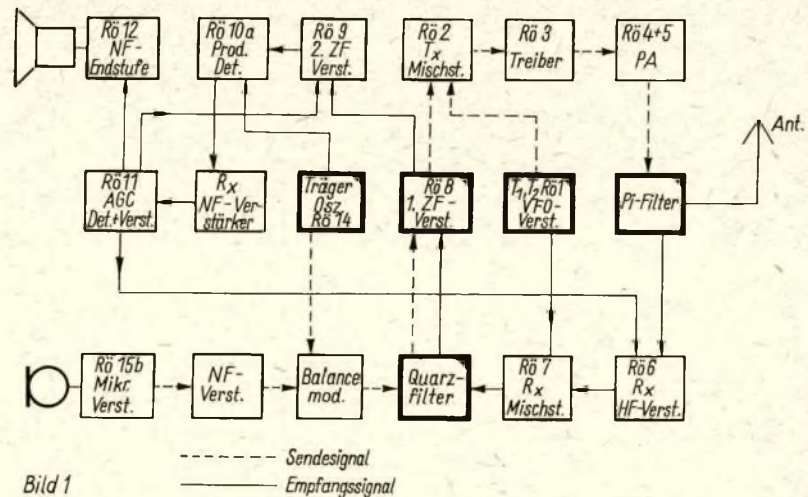 Rö 12
NF-
Endstufe
Rö 10a
Prod.
Det.
Rö 9
2. ZF
Verst.
Rö 2
Tx
Mischst.
Rö 3
Treiber
Rö 4+5
PA
Ant.
Rö 11
AGC
Det.+Verst.
Rx
NF-Ver-
stärker
Träger
Osz.
Rö 14
Rö 8
1. ZF-
Verst.
T1, T2, Rö 1
VFO-
Verst.
Pi-Filter
Rö 15b
Mikr.
Verst.
NF-
Verst.
Balance
mod.
Quarz-
filter
Rö 7
Rx
Mischst.
Rö 6
Rx
HF-Verst.
Sendesignal
Bild 1
Empfangssignal